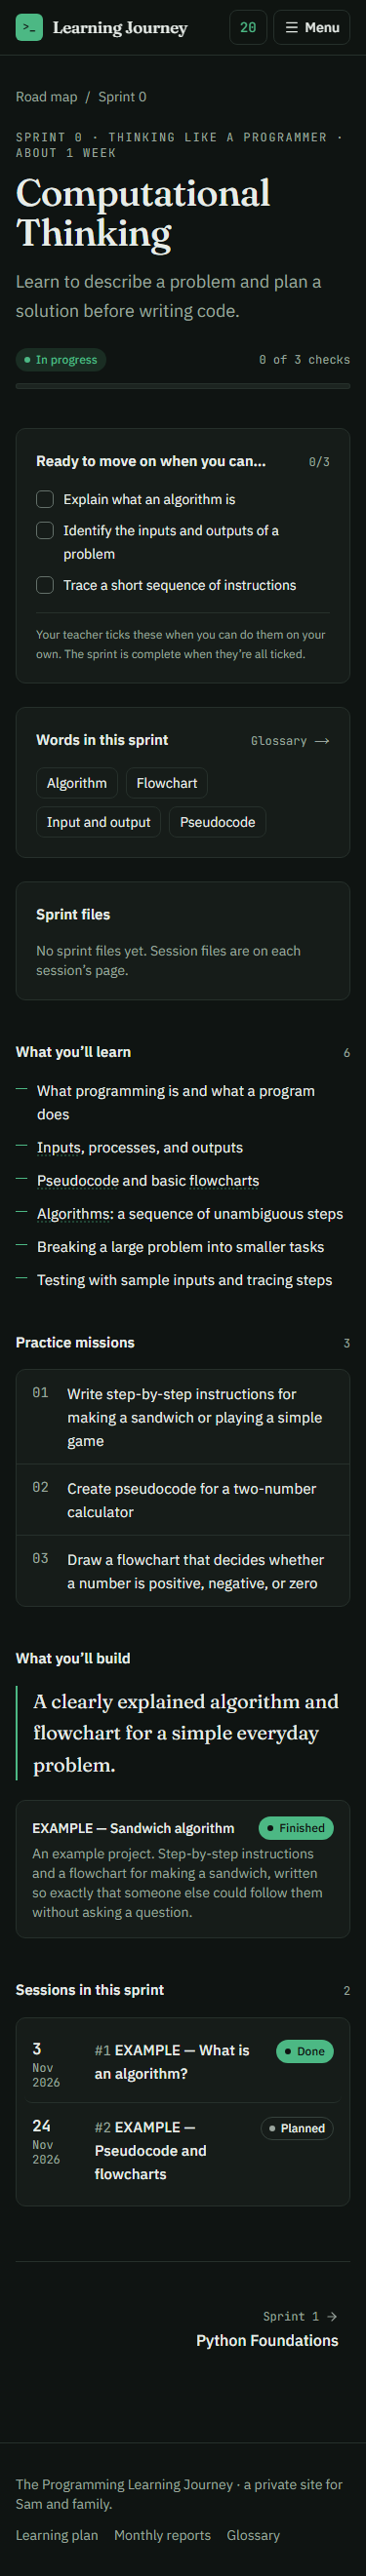 >_ Learning Journey 20 ☰ Menu
Road map / Sprint 0
SPRINT 0 · THINKING LIKE A PROGRAMMER ·
ABOUT 1 WEEK
Computational
Thinking
Learn to describe a problem and plan a
solution before writing code.
In progress 0 of 3 checks
Ready to move on when you can… 0/3
Explain what an algorithm is
Identify the inputs and outputs of a
problem
Trace a short sequence of instructions
Your teacher ticks these when you can do them on your
own. The sprint is complete when they’re all ticked.
Words in this sprint Glossary →
Algorithm Flowchart
Input and output Pseudocode
Sprint files
No sprint files yet. Session files are on each
session’s page.
What you’ll learn 6
What programming is and what a program
does
Inputs, processes, and outputs
Pseudocode and basic flowcharts
Algorithms: a sequence of unambiguous steps
Breaking a large problem into smaller tasks
Testing with sample inputs and tracing steps
Practice missions 3
01 Write step-by-step instructions for
making a sandwich or playing a simple
game
02 Create pseudocode for a two-number
calculator
03 Draw a flowchart that decides whether
a number is positive, negative, or zero
What you’ll build
A clearly explained algorithm and
flowchart for a simple everyday
problem.
EXAMPLE — Sandwich algorithm Finished
An example project. Step-by-step instructions
and a flowchart for making a sandwich, written
so exactly that someone else could follow them
without asking a question.
Sessions in this sprint 2
3 Nov 2026 #1 EXAMPLE — What is
an algorithm? Done
24 Nov 2026 #2 EXAMPLE —
Pseudocode and
flowcharts Planned
Sprint 1 →
Python Foundations
The Programming Learning Journey · a private site for
Sam and family.
Learning plan Monthly reports Glossary